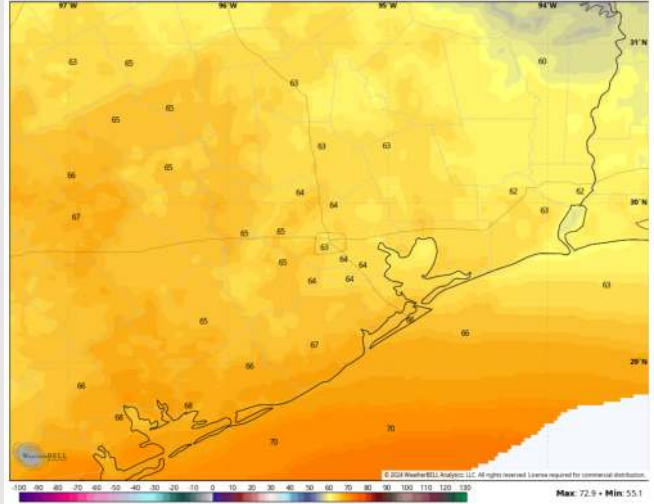 97°W 96°W 95°W 94°W
31°N
63 65 60
63
65
65
63 63
65
66 62 62
64 64
67 63
30°N
65 65
63
65 64 64
64 64
63
65
66
67
66
29°N
66
68
68
70 70
WeatherBELL
© 2024 WeatherBELL Analytics, LLC. All rights reserved. License required for commercial distribution.
-100 -90 -80 -70 -60 -50 -40 -30 -20 -10 0 10 20 30 40 50 60 70 80 90 100 110 120 130
Max: 72.9 • Min: 55.1